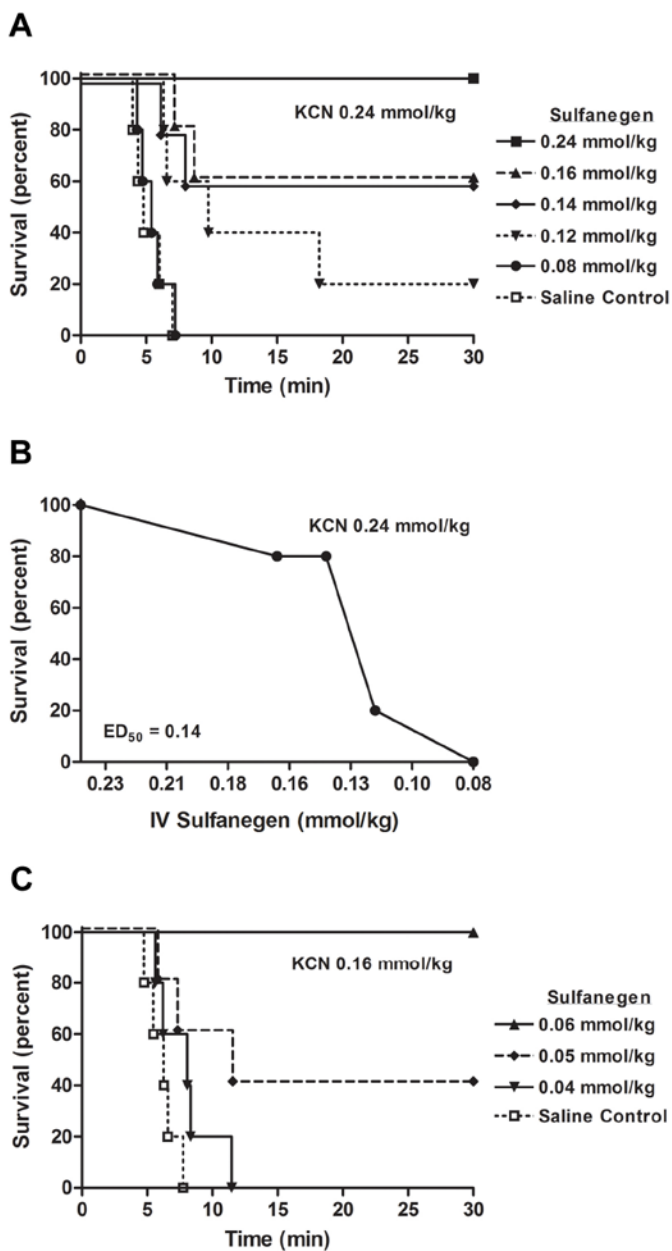 A
100
80
60
40
20
0
Survival (percent)
KCN 0.24 mmol/kg
0 5 10 15 20 25 30
Time (min)
Sulfanegen
0.24 mmol/kg
0.16 mmol/kg
0.14 mmol/kg
0.12 mmol/kg
0.08 mmol/kg
Saline Control
B
100
80
60
40
20
0
Survival (percent)
KCN 0.24 mmol/kg
ED50 = 0.14
0.23 0.21 0.18 0.16 0.13 0.10 0.08
IV Sulfanegen (mmol/kg)
C
100
80
60
40
20
0
Survival (percent)
KCN 0.16 mmol/kg
0 5 10 15 20 25 30
Time (min)
Sulfanegen
0.06 mmol/kg
0.05 mmol/kg
0.04 mmol/kg
Saline Control